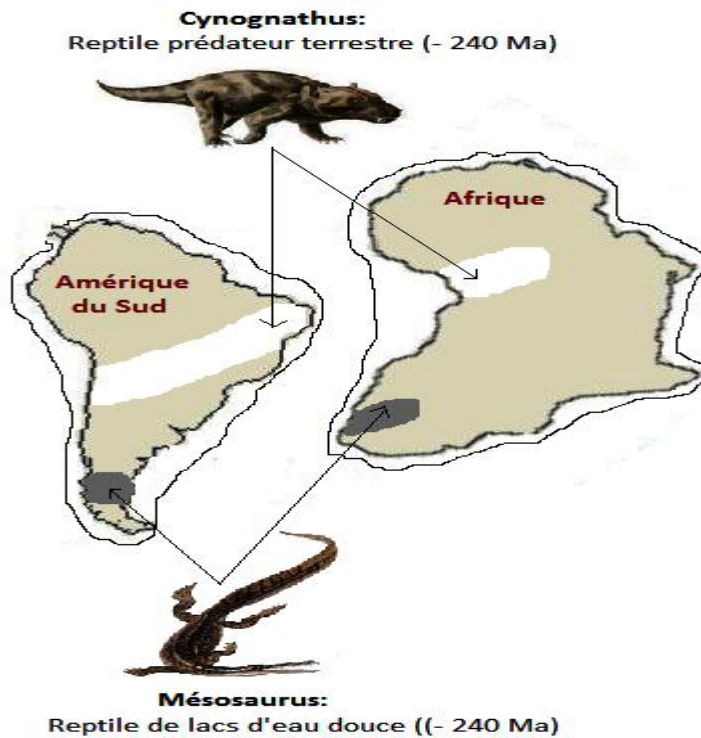 Cynognathus:
Reptile prédateur terrestre (- 240 Ma)
Afrique
Amérique
du Sud
Mésosaurus:
Reptile de lacs d'eau douce ((- 240 Ma)